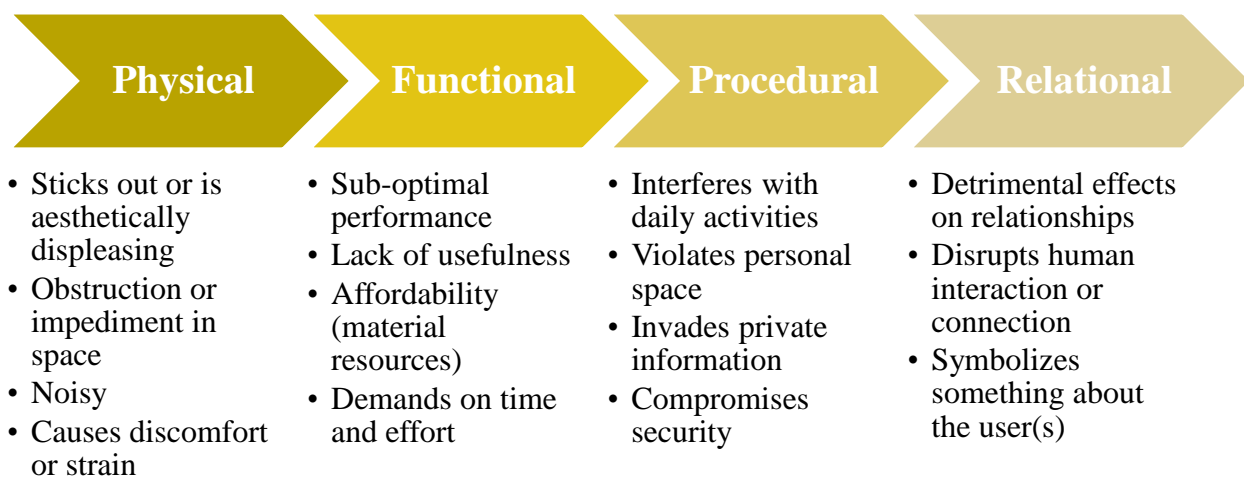 Physical
Functional
Procedural
Relational
• Sticks out or is
aesthetically
displeasing
• Obstruction or
impediment in
space
• Noisy
• Causes discomfort
or strain
• Sub-optimal
performance
• Lack of usefulness
• Affordability
(material
resources)
• Demands on time
and effort
• Interferes with
daily activities
• Violates personal
space
• Invades private
information
• Compromises
security
• Detrimental effects
on relationships
• Disrupts human
interaction or
connection
• Symbolizes
something about
the user(s)